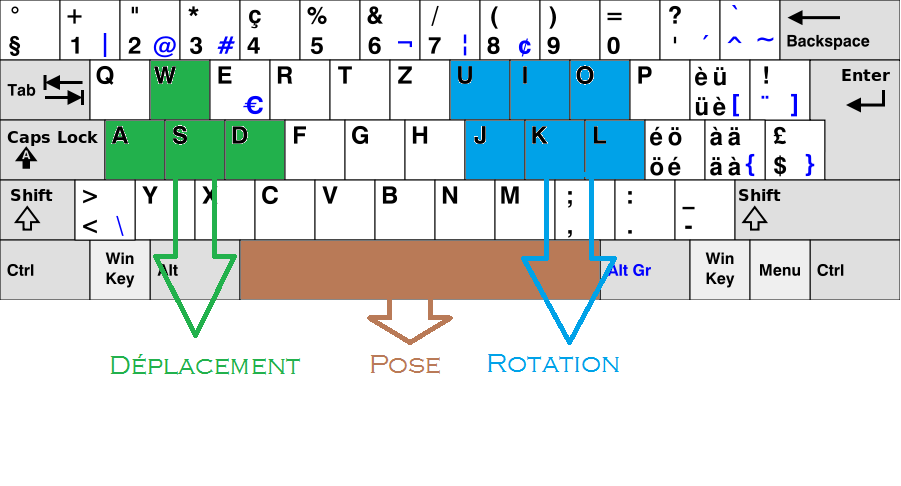 ° + " * ç % & / ( ) = ? `
§ 1 | 2 @ 3 # 4 5 6 ¬ 7 ¦ 8 ¢ 9 0 ' ´ ^ ~ Backspace
Tab Q W E R T Z U I O P è ü ! Enter
€ ü è [ ¨ ]
Caps Lock A S D F G H J K L é ö à ä £
A ö é ä à { $ }
Shift > Y X C V B N M ; : _ Shift
< \ , . -
Ctrl Win Key Alt Alt Gr Win Key Menu Ctrl
DÉPLACEMENT POSE ROTATION